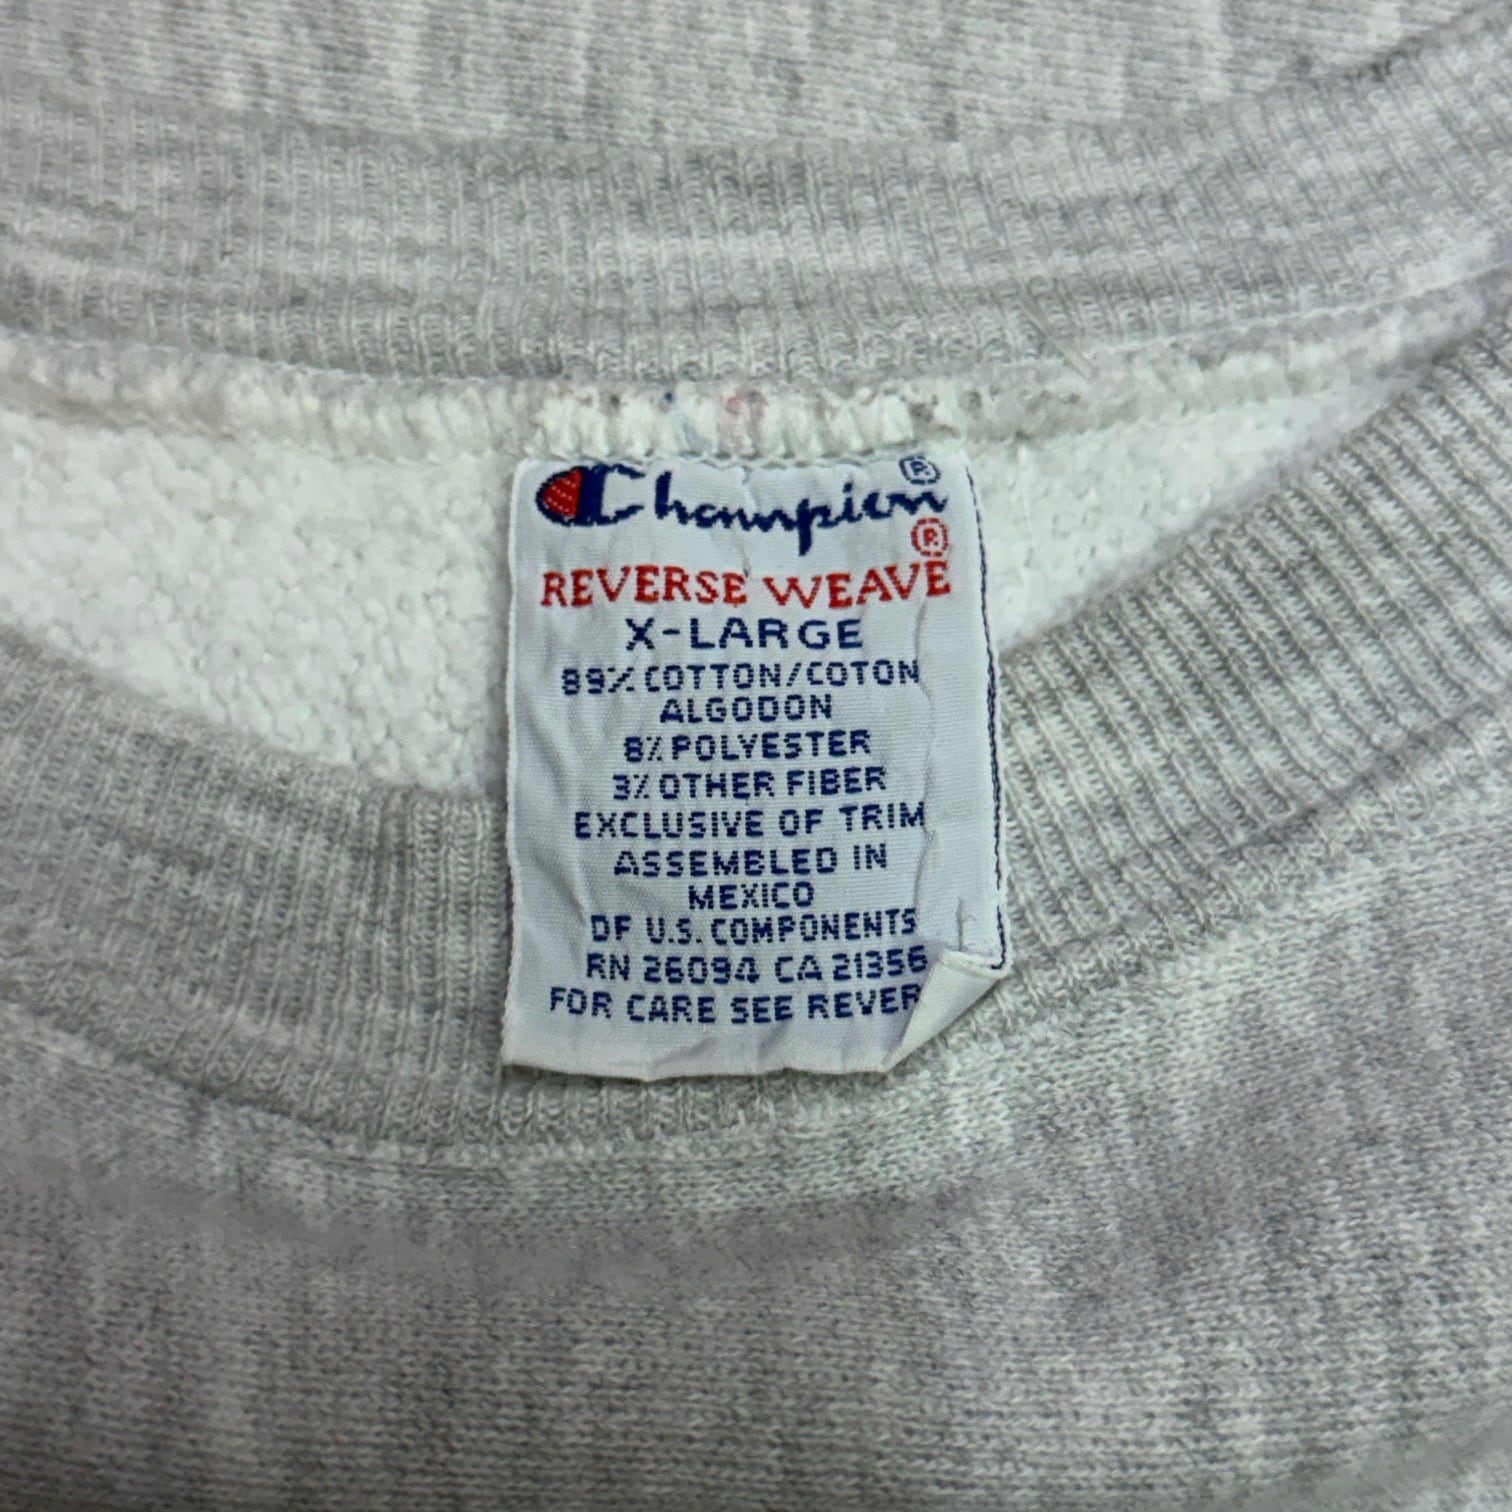 Champion®
REVERSE WEAVE®
X-LARGE
89% COTTON/COTON
ALGODON
8% POLYESTER
3% OTHER FIBER
EXCLUSIVE OF TRIM
ASSEMBLED IN
MEXICO
OF U.S. COMPONENTS
RN 26094 CA 21356
FOR CARE SEE REVER